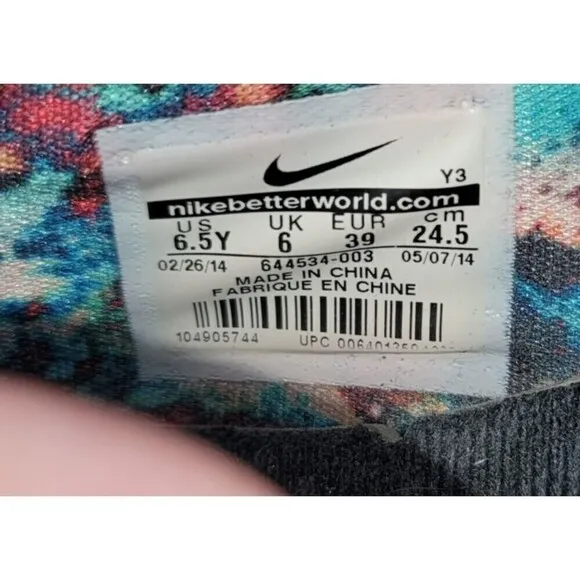 Y3
nikebetterworld.com
US UK EUR cm
6.5Y 6 39 24.5
02/26/14 644534-003 05/07/14
MADE IN CHINA
FABRIQUE EN CHINE
104905744 UPC